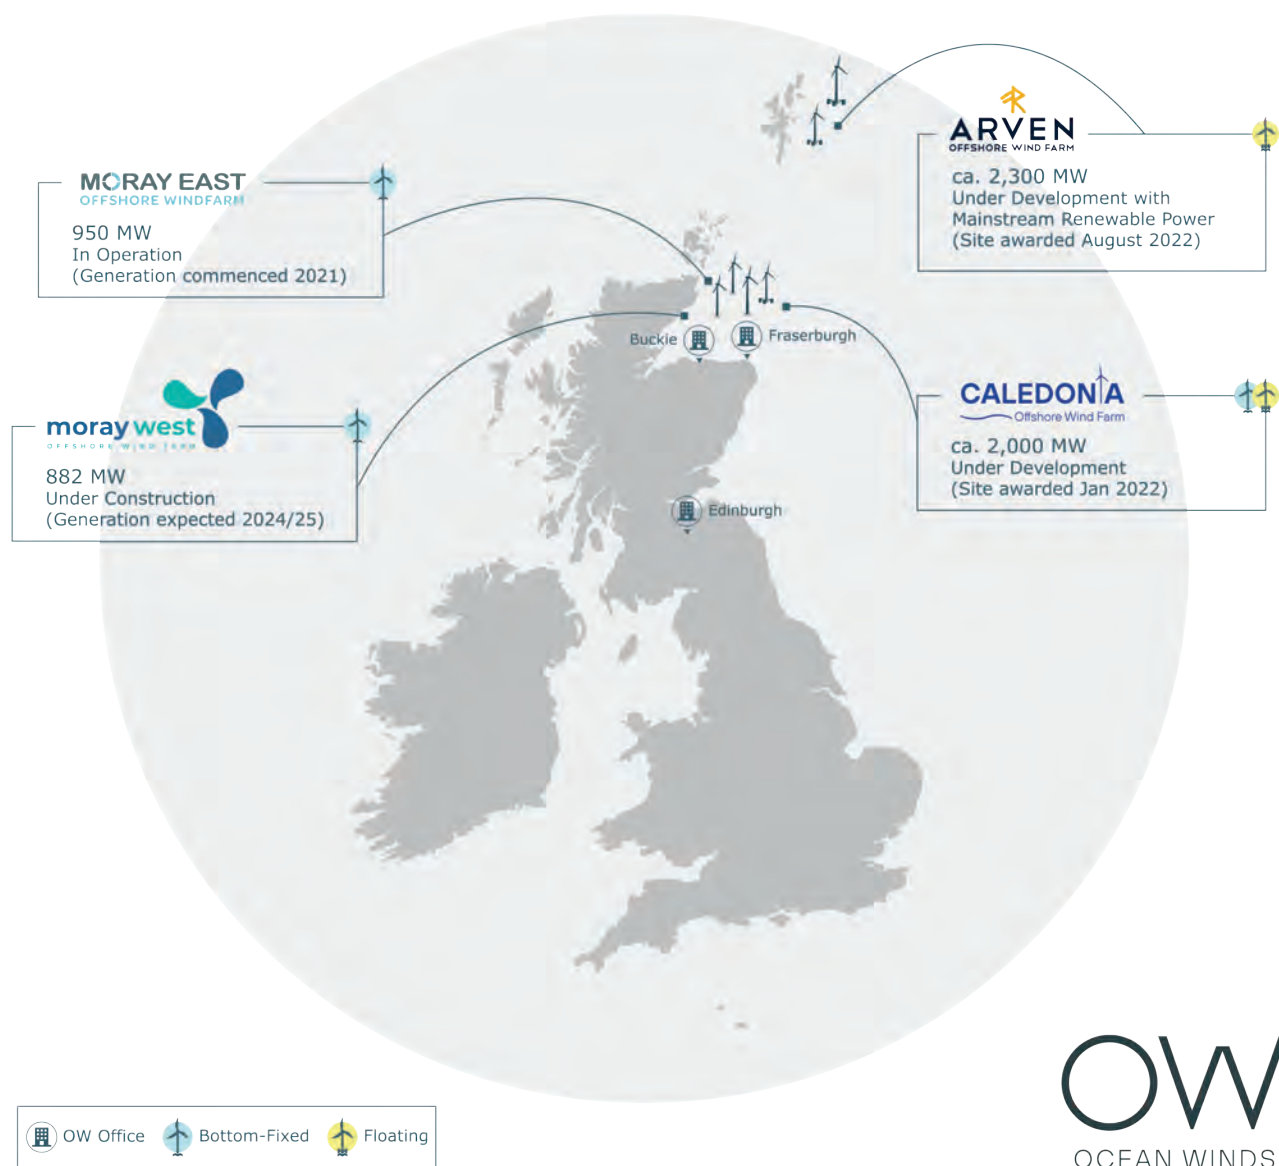 ARVEN
OFFSHORE WIND FARM
ca. 2,300 MW
Under Development with
Mainstream Renewable Power
(Site awarded August 2022)
MORAY EAST
OFFSHORE WINDFARM
950 MW
In Operation
(Generation commenced 2021)
Buckie
Fraserburgh
moray west
OFFSHORE WIND FARM
882 MW
Under Construction
(Generation expected 2024/25)
CALEDONIA
Offshore Wind Farm
ca. 2,000 MW
Under Development
(Site awarded Jan 2022)
Edinburgh
OW
OCEAN WINDS
OW Office
Bottom-Fixed
Floating